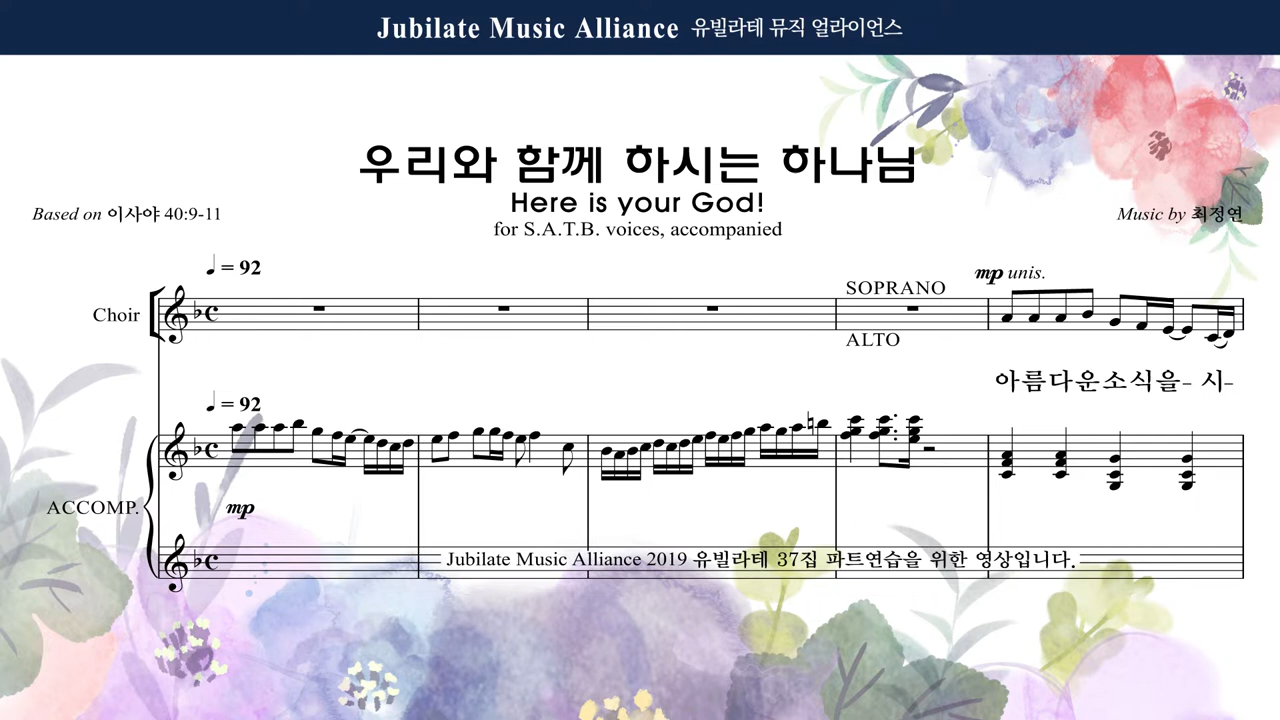 Jubilate Music Alliance 유빌라테 뮤직 얼라이언스
우리와 함께 하시는 하나님
Here is your God!
for S.A.T.B. voices, accompanied
Based on 이사야 40:9-11
Music by 최정연
♩ = 92
mp unis.
SOPRANO
Choir
ALTO
아름다운소식을- 시-
♩ = 92
ACCOMP.
mp
Jubilate Music Alliance 2019 유빌라테 37집 파트연습을 위한 영상입니다.